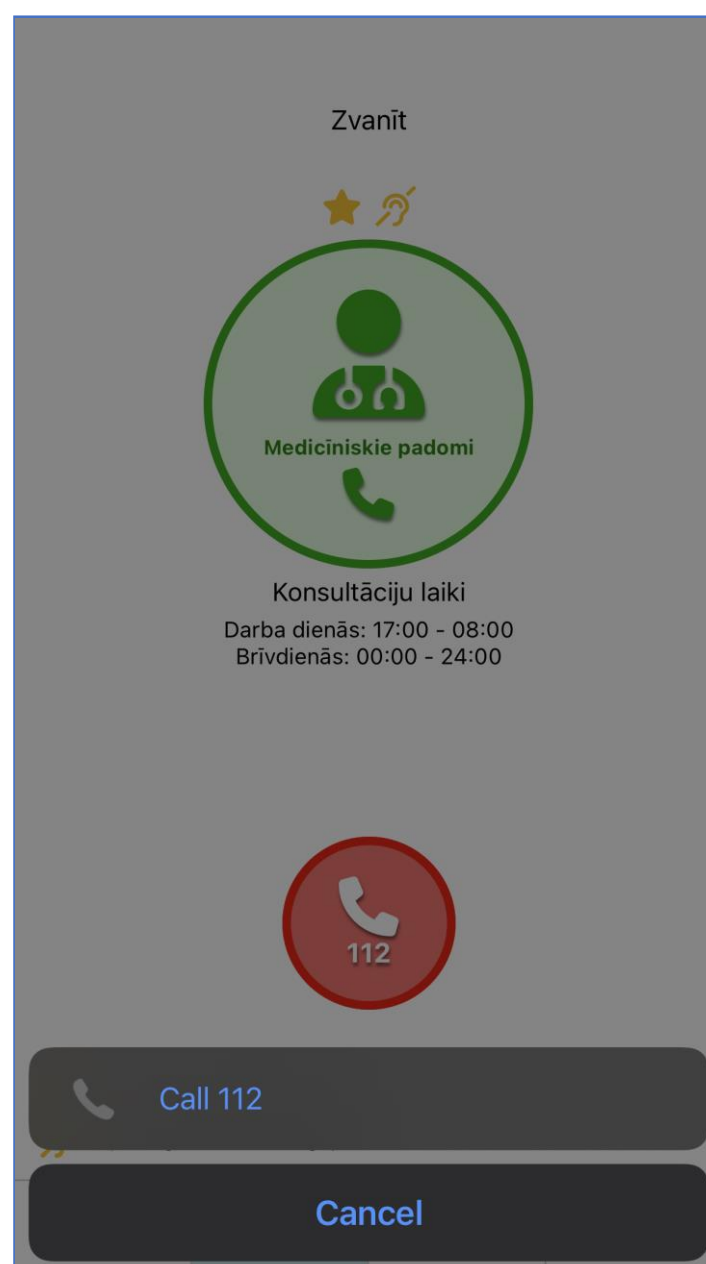 Zvanīt
Medicīniskie padomi
Konsultāciju laiki
Darba dienās: 17:00 - 08:00
Brīvdienās: 00:00 - 24:00
112
Call 112
Cancel